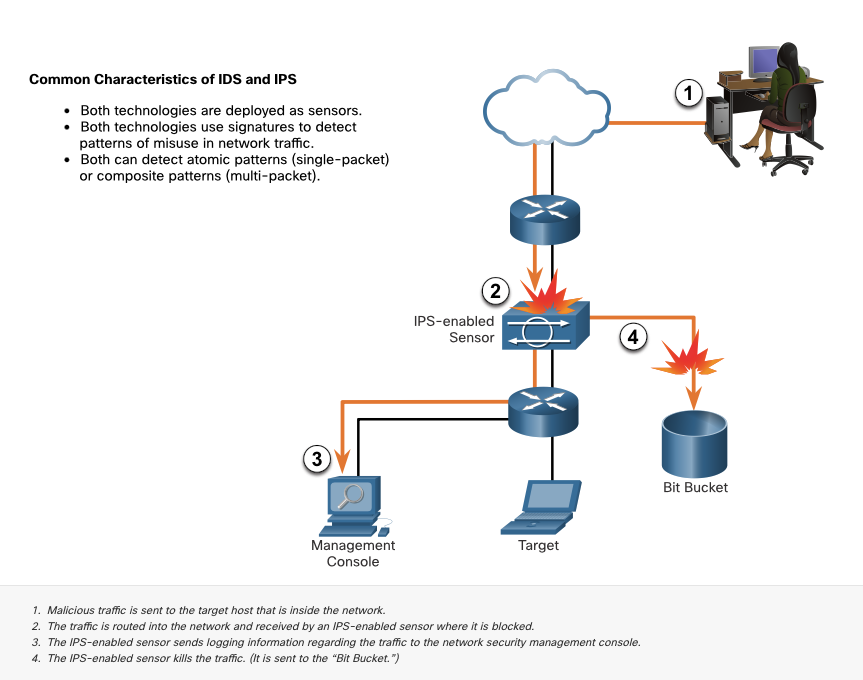 Common Characteristics of IDS and IPS
• Both technologies are deployed as sensors.
• Both technologies use signatures to detect
patterns of misuse in network traffic.
• Both can detect atomic patterns (single-packet)
or composite patterns (multi-packet).
1
2
IPS-enabled
Sensor
4
3
Bit Bucket
Management
Console
Target
1. Malicious traffic is sent to the target host that is inside the network.
2. The traffic is routed into the network and received by an IPS-enabled sensor where it is blocked.
3. The IPS-enabled sensor sends logging information regarding the traffic to the network security management console.
4. The IPS-enabled sensor kills the traffic. (It is sent to the “Bit Bucket.”)